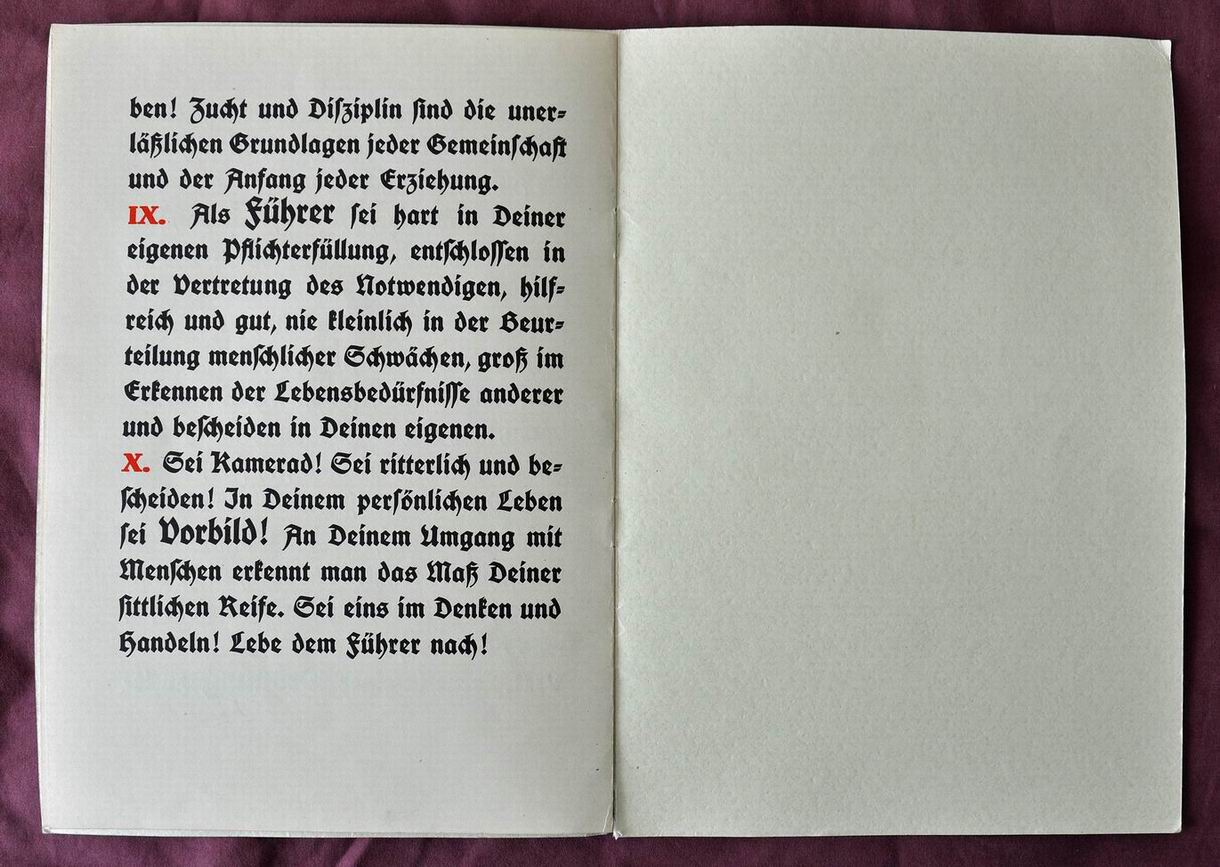 ben! Zucht und Disziplin sind die uner-
läßlichen Grundlagen jeder Gemeinschaft
und der Anfang jeder Erziehung.
IX. Als Führer sei hart in Deiner
eigenen Pflichterfüllung, entschlossen in
der Vertretung des Notwendigen, hilf-
reich und gut, nie kleinlich in der Beur-
teilung menschlicher Schwächen, groß im
Erkennen der Lebensbedürfnisse anderer
und bescheiden in Deinen eigenen.
X. Sei Kamerad! Sei ritterlich und be-
scheiden! In Deinem persönlichen Leben
sei Vorbild! An Deinem Umgang mit
Menschen erkennt man das Maß Deiner
sittlichen Reife. Sei eins im Denken und
Handeln! Lebe dem Führer nach!